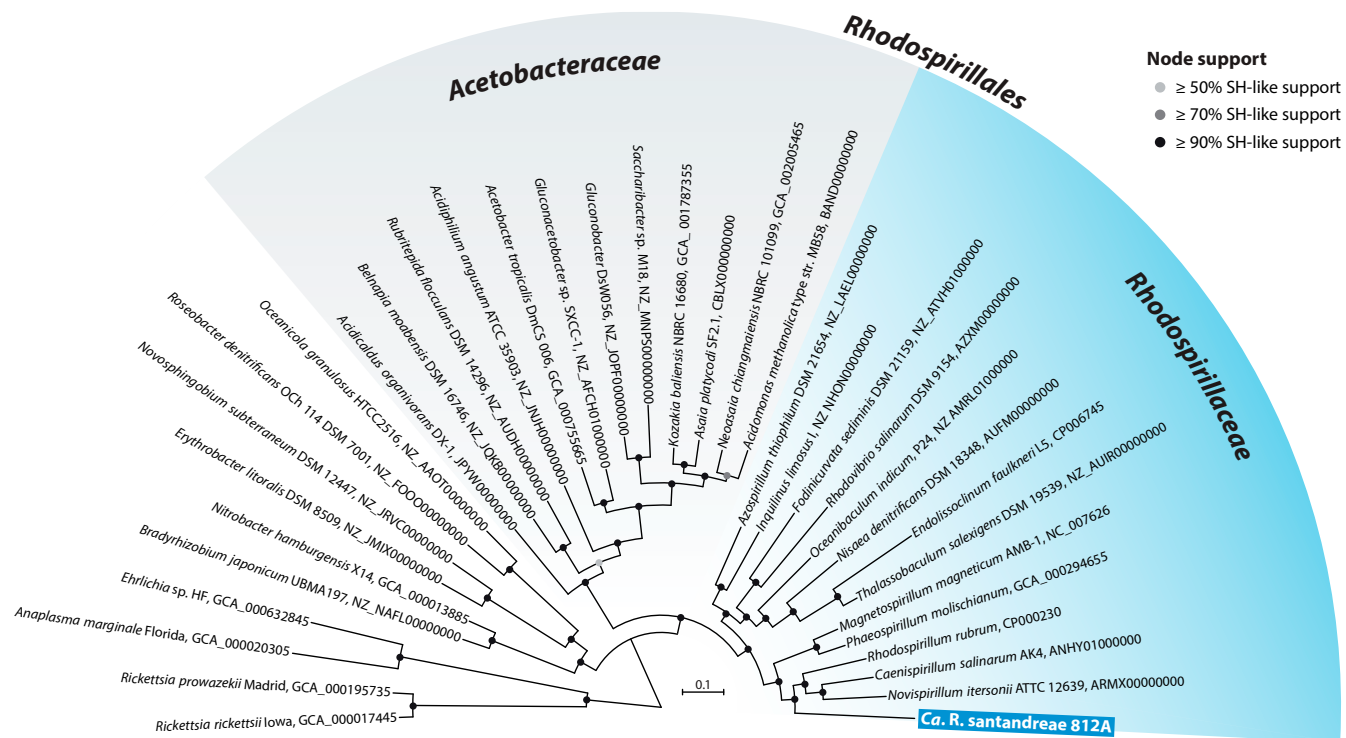 Acetobacteraceae
Rhodospirillales
Rhodospirillaceae
Node support
≥ 50% SH-like support
≥ 70% SH-like support
≥ 90% SH-like support
Rickettsia rickettsii Iowa, GCA_000017445
Rickettsia prowazekii Madrid, GCA_000195735
Anaplasma marginale Florida, GCA_000020305
Ehrlichia sp. HF, GCA_000632845
Bradyrhizobium japonicum UBMA197, NZ_NAFL00000000
Nitrobacter hamburgensis X14, GCA_000013885
Erythrobacter litoralis DSM 8509, NZ_JMIX00000000
Novosphingobium subterraneum DSM 12447, NZ_JRVC00000000
Roseobacter denitrificans OCh 114 DSM 7001, NZ_FOOO00000000
Oceanicola granulosus HTCC2516, NZ_AAOT00000000
Acidicaldus organivorans DX-1, JPYW00000000
Belnapia moabensis DSM 16746, NZ_JQKB00000000
Rubritepida flocculans DSM 14296, NZ_AUDH00000000
Acidiphilium angustum ATCC 35903, NZ_JNJH00000000
Acetobacter tropicalis DmCS 006, GCA_000755665
Gluconacetobacter sp. SXCC-1, NZ_AFCH01000000
Gluconobacter DsW056, NZ_JOPF00000000
Saccharibacter sp. M18, NZ_MNPS00000000
Kozakia baliensis NBRC 16680, GCA_ 001787355
Asaia platycodi SF2.1, CBLX000000000
Neoasaia chiangmaiensis NBRC 101099, GCA_002005465
Acidomonas methanolica type str. MB58, BAND00000000
Azospirillum thiophilum DSM 21654, NZ_LAEL00000000
Inquilinus limosus I, NZ NHON00000000
Fodinicurvata sediminis DSM 21159, NZ_ATVH01000000
Rhodovibrio salinarum DSM 9154, AZXM00000000
Oceanibaculum indicum, P24, NZ_AMRL01000000
Nisaea denitrificans DSM 18348, AUFM00000000
Endolissoclinum faulkneri L5, CP006745
Thalassobaculum salexigens DSM 19539, NZ_AUIR00000000
Magnetospirillum magneticum AMB-1, NC_007626
Phaeospirillum molischianum, GCA_000294655
Rhodospirillum rubrum, CP000230
Caenispirillum salinarum AK4, ANHY01000000
Novispirillum itersonii ATTC 12639, ARMX00000000
Ca. R. santandreae 812A
0.1